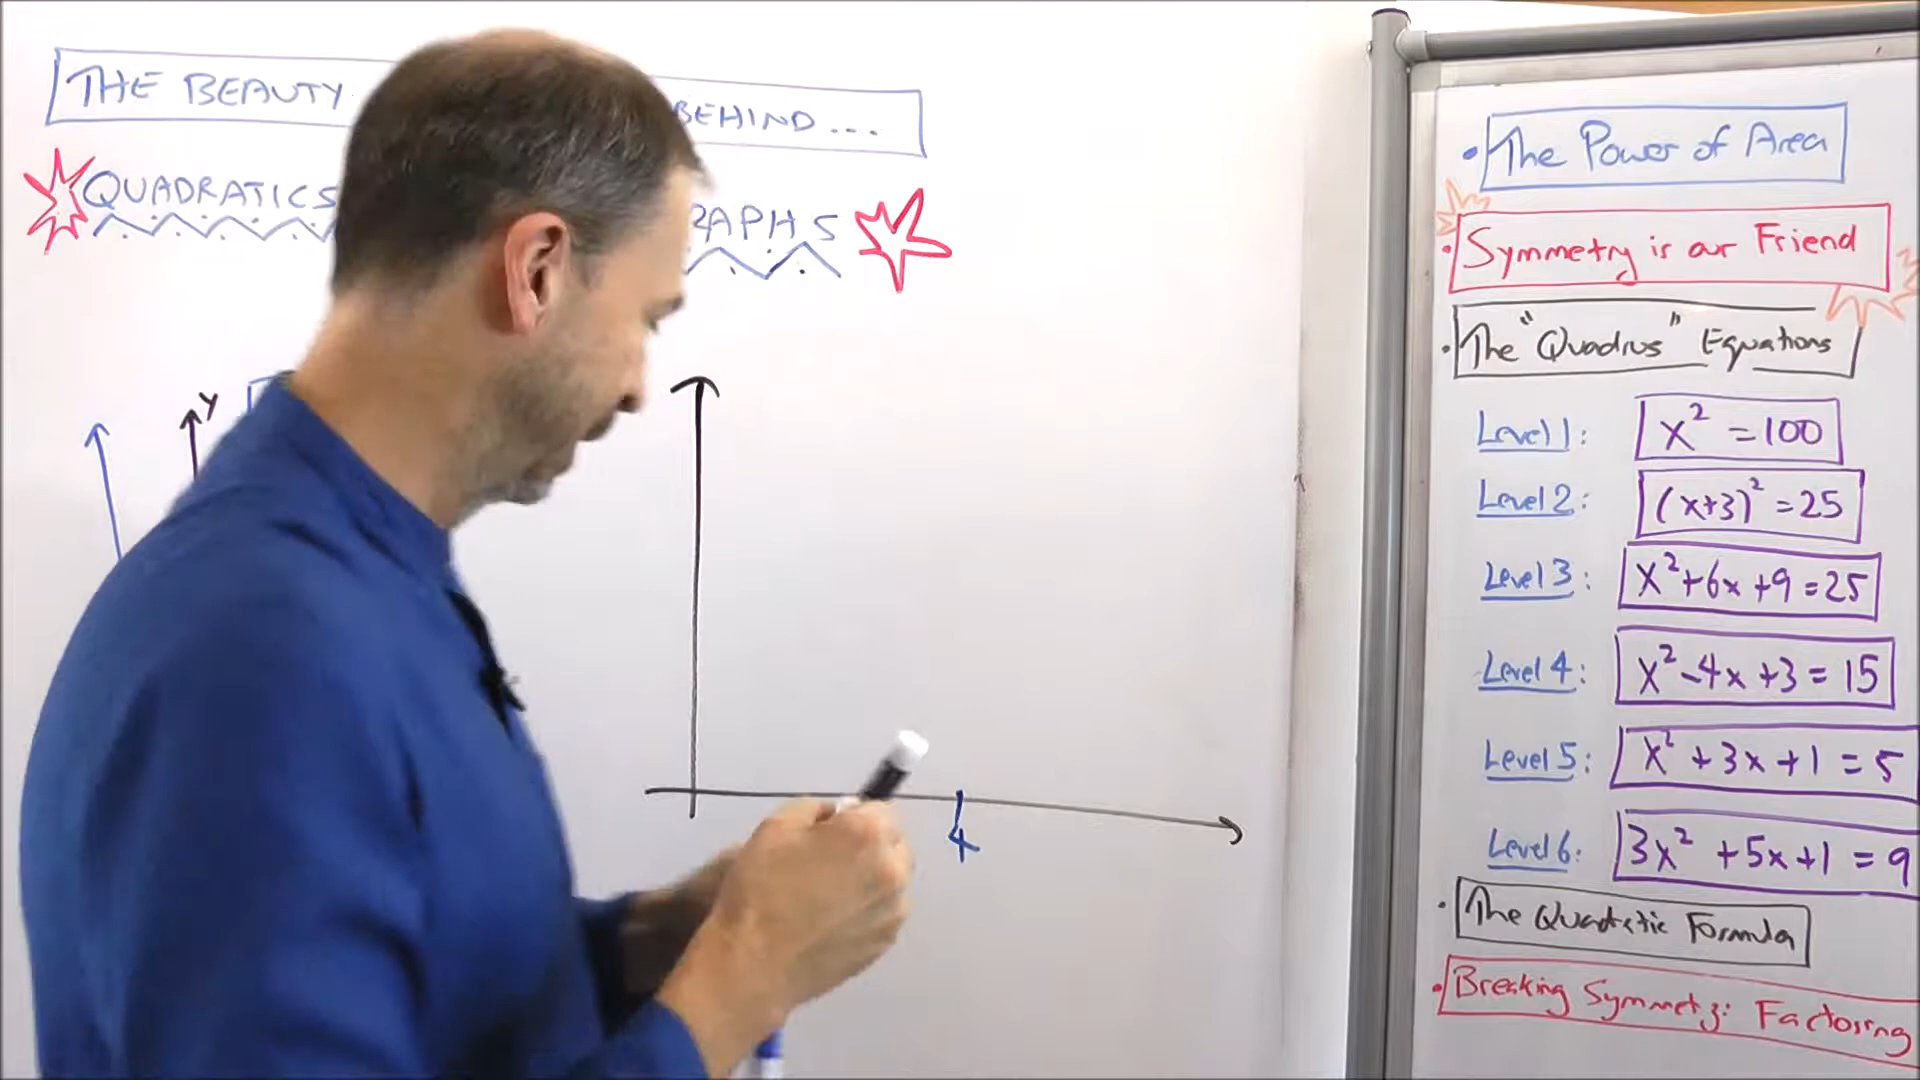 THE BEAUTY BEHIND...
QUADRATICS RAPHS
y
4
• The Power of Area
• Symmetry is our Friend
• The "Quadrus" Equations
Level 1: x² = 100
Level 2: (x+3)² = 25
Level 3: x²+6x+9=25
Level 4: x²-4x+3=15
Level 5: x²+3x+1=5
Level 6: 3x²+5x+1=9
• The Quadratic Formula
• Breaking Symmetry: Factoring